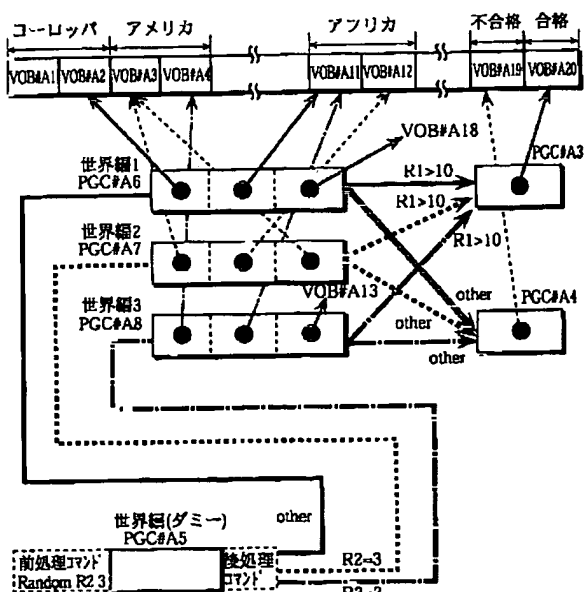 ヨーロッパ アメリカ アフリカ 不合格 合格
VOB#A1 VOB#A2 VOB#A3 VOB#A4 VOB#A11 VOB#A12 VOB#A19 VOB#A20
VOB#A18
世界編1
PGC#A6
R1>10
PGC#A3
R1>10
世界編2
PGC#A7
R1>10
VOB#A13
other
PGC#A4
世界編3
PGC#A8
other
other
世界編(ダミー)
PGC#A5
other
前処理コマンド
Random R2 3
後処理
コマンド
R2=3